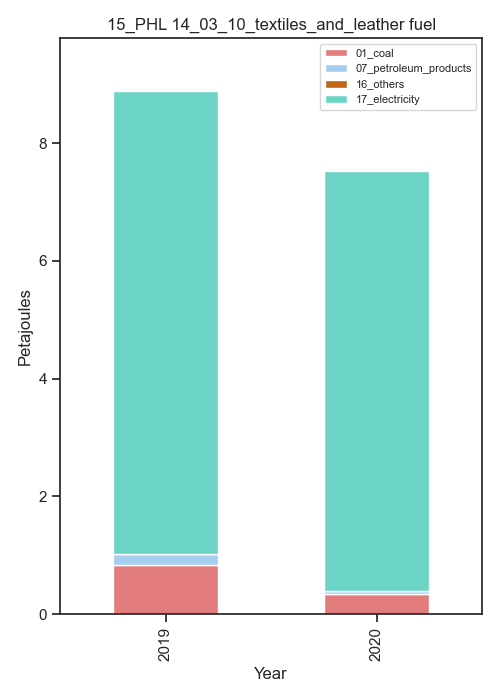 15_PHL 14_03_10_textiles_and_leather fuel
01_coal
07_petroleum_products
16_others
17_electricity
Petajoules
8
6
4
2
0
2019
2020
Year